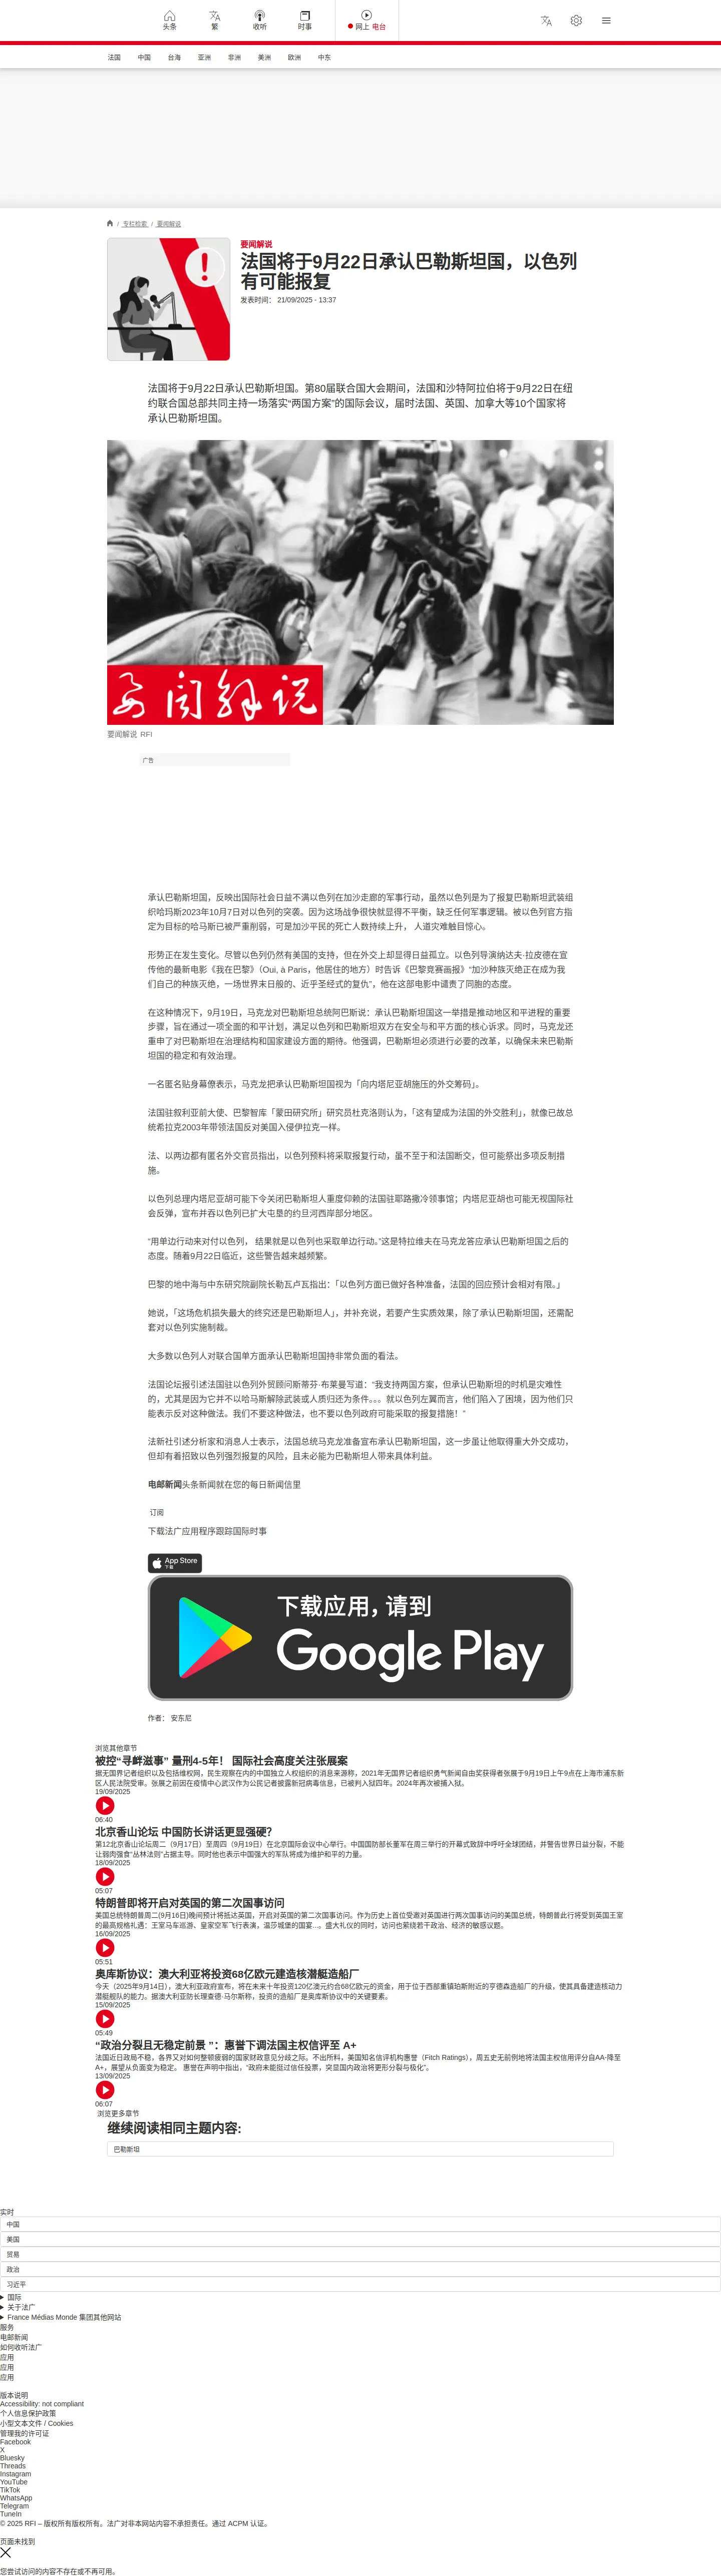 头条
繁
收听
时事
网上 电台
法国
中国
台海
亚洲
非洲
美洲
欧洲
中东
/ 专栏检索 / 要闻解说
要闻解说
法国将于9月22日承认巴勒斯坦国，以色列
有可能报复
发表时间： 21/09/2025 - 13:37
法国将于9月22日承认巴勒斯坦国。第80届联合国大会期间，法国和沙特阿拉伯将于9月22日在纽
约联合国总部共同主持一场落实“两国方案”的国际会议，届时法国、英国、加拿大等10个国家将
承认巴勒斯坦国。
要闻解说
要闻解说 RFI
广告
承认巴勒斯坦国，反映出国际社会日益不满以色列在加沙走廊的军事行动，虽然以色列是为了报复巴勒斯坦武装组
织哈玛斯2023年10月7日对以色列的突袭。因为这场战争很快就显得不平衡，缺乏任何军事逻辑。被以色列官方指
定为目标的哈马斯已被严重削弱，可是加沙平民的死亡人数持续上升， 人道灾难触目惊心。
形势正在发生变化。尽管以色列仍然有美国的支持，但在外交上却显得日益孤立。以色列导演纳达夫·拉皮德在宣
传他的最新电影《我在巴黎》（Oui, à Paris，他居住的地方）时告诉《巴黎竞赛画报》“加沙种族灭绝正在成为我
们自己的种族灭绝，一场世界末日般的、近乎圣经式的复仇”，他在这部电影中谴责了同胞的态度。
在这种情况下，9月19日，马克龙对巴勒斯坦总统阿巴斯说：承认巴勒斯坦国这一举措是推动地区和平进程的重要
步骤，旨在通过一项全面的和平计划，满足以色列和巴勒斯坦双方在安全与和平方面的核心诉求。同时，马克龙还
重申了对巴勒斯坦在治理结构和国家建设方面的期待。他强调，巴勒斯坦必须进行必要的改革，以确保未来巴勒斯
坦国的稳定和有效治理。
一名匿名贴身幕僚表示，马克龙把承认巴勒斯坦国视为「向内塔尼亚胡施压的外交筹码」。
法国驻叙利亚前大使、巴黎智库「蒙田研究所」研究员杜克洛则认为，「这有望成为法国的外交胜利」，就像已故总
统希拉克2003年带领法国反对美国入侵伊拉克一样。
法、以两边都有匿名外交官员指出，以色列预料将采取报复行动，虽不至于和法国断交，但可能祭出多项反制措
施。
以色列总理内塔尼亚胡可能下令关闭巴勒斯坦人重度仰赖的法国驻耶路撒冷领事馆；内塔尼亚胡也可能无视国际社
会反弹，宣布并吞以色列已扩大屯垦的约旦河西岸部分地区。
“用单边行动来对付以色列， 结果就是以色列也采取单边行动。”这是特拉维夫在马克龙答应承认巴勒斯坦国之后的
态度。随着9月22日临近，这些警告越来越频繁。
巴黎的地中海与中东研究院副院长勒瓦卢瓦指出：「以色列方面已做好各种准备，法国的回应预计会相对有限。」
她说，「这场危机损失最大的终究还是巴勒斯坦人」，并补充说，若要产生实质效果，除了承认巴勒斯坦国，还需配
套对以色列实施制裁。
大多数以色列人对联合国单方面承认巴勒斯坦国持非常负面的看法。
法国论坛报引述法国驻以色列外贸顾问斯蒂芬·布莱曼写道：“我支持两国方案，但承认巴勒斯坦的时机是灾难性
的，尤其是因为它并不以哈马斯解除武装或人质归还为条件。。。就以色列左翼而言，他们陷入了困境，因为他们只
能表示反对这种做法。我们不要这种做法，也不要以色列政府可能采取的报复措施！”
法新社引述分析家和消息人士表示，法国总统马克龙准备宣布承认巴勒斯坦国，这一步虽让他取得重大外交成功，
但却有着招致以色列强烈报复的风险，且未必能为巴勒斯坦人带来具体利益。
电邮新闻头条新闻就在您的每日新闻信里
订阅
下载法广应用程序跟踪国际时事
App Store
下载
下载应用，请到
Google Play
作者： 安东尼
浏览其他章节
被控“寻衅滋事” 量刑4-5年！ 国际社会高度关注张展案
据无国界记者组织以及包括维权网，民生观察在内的中国独立人权组织的消息来源称，2021年无国界记者组织勇气新闻自由奖获得者张展于9月19日上午9点在上海市浦东新
区人民法院受审。张展之前因在疫情中心武汉作为公民记者披露新冠病毒信息，已被判入狱四年。2024年再次被捕入狱。
19/09/2025
06:40
北京香山论坛 中国防长讲话更显强硬？
第12北京香山论坛周二（9月17日）至周四（9月19日）在北京国际会议中心举行。中国国防部长董军在周三举行的开幕式致辞中呼吁全球团结，并警告世界日益分裂，不能
让弱肉强食“丛林法则”占据主导。同时他也表示中国强大的军队将成为维护和平的力量。
18/09/2025
05:07
特朗普即将开启对英国的第二次国事访问
美国总统特朗普周二(9月16日)晚间预计将抵达英国，开启对英国的第二次国事访问。作为历史上首位受邀对英国进行两次国事访问的美国总统，特朗普此行将受到英国王室
的最高规格礼遇：王室马车巡游、皇家空军飞行表演，温莎城堡的国宴...。盛大礼仪的同时，访问也萦绕若干政治、经济的敏感议题。
16/09/2025
05:51
奥库斯协议：澳大利亚将投资68亿欧元建造核潜艇造船厂
今天（2025年9月14日），澳大利亚政府宣布，将在未来十年投资120亿澳元约合68亿欧元的资金，用于位于西部重镇珀斯附近的亨德森造船厂的升级，使其具备建造核动力
潜艇舰队的能力。据澳大利亚防长理查德·马尔斯称，投资的造船厂是奥库斯协议中的关键要素。
15/09/2025
05:49
“政治分裂且无稳定前景 ”：惠誉下调法国主权信评至 A+
法国近日政局不稳，各界又对如何整顿疲弱的国家财政意见分歧之际。不出所料，美国知名信评机构惠誉（Fitch Ratings），周五史无前例地将法国主权信用评分自AA-降至
A+，展望从负面变为稳定。 惠誉在声明中指出，“政府未能挺过信任投票，突显国内政治将更形分裂与极化”。
13/09/2025
06:07
浏览更多章节
继续阅读相同主题内容:
巴勒斯坦
实时
中国
美国
贸易
政治
习近平
国际
关于法广
France Médias Monde 集团其他网站
服务
电邮新闻
如何收听法广
应用
应用
应用
版本说明
Accessibility: not compliant
个人信息保护政策
小型文本文件 / Cookies
管理我的许可证
Facebook
X
Bluesky
Threads
Instagram
YouTube
TikTok
WhatsApp
Telegram
TuneIn
© 2025 RFI – 版权所有版权所有。法广对非本网站内容不承担责任。通过 ACPM 认证。
页面未找到
您尝试访问的内容不存在或不再可用。